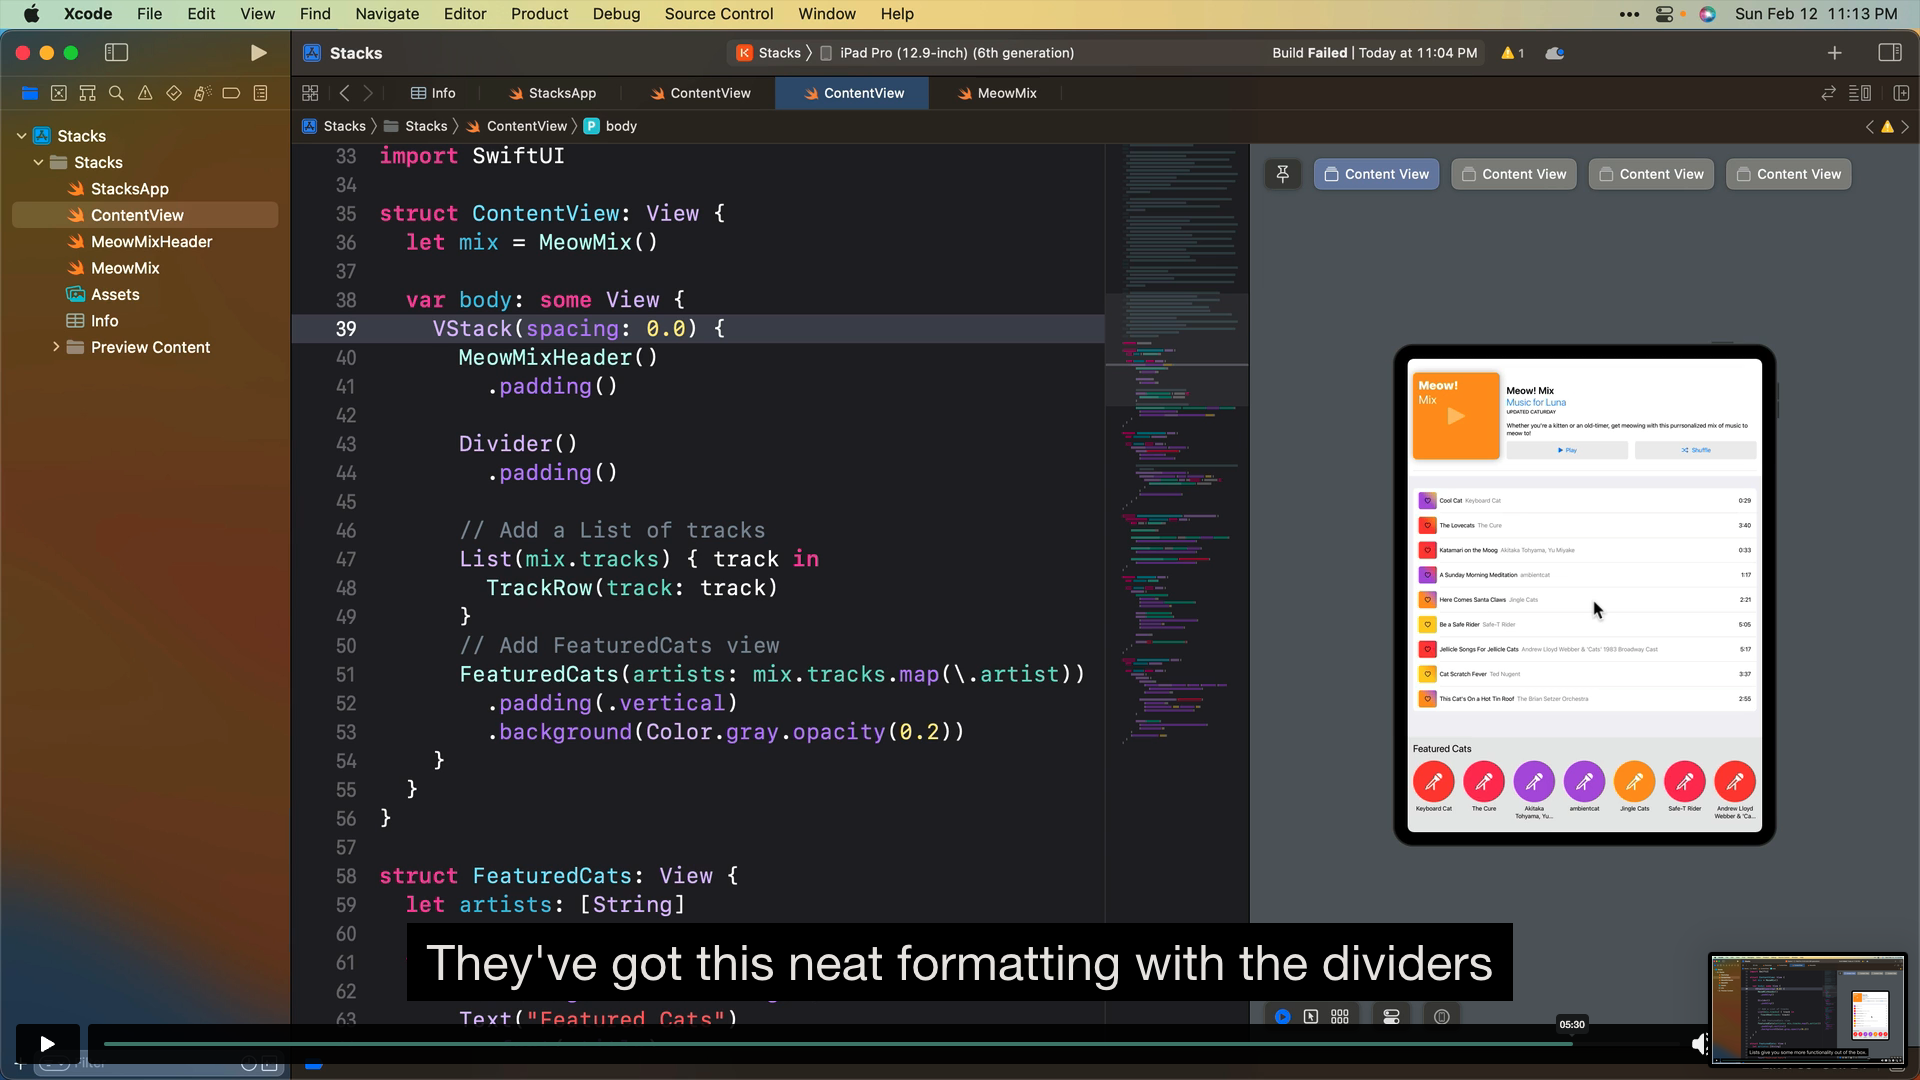 Xcode File Edit View Find Navigate Editor Product Debug Source Control Window Help
Sun Feb 12 11:13 PM
Stacks
Stacks iPad Pro (12.9-inch) (6th generation)
Build Failed | Today at 11:04 PM
1
Info
StacksApp
ContentView
ContentView
MeowMix
Stacks
Stacks
StacksApp
ContentView
MeowMixHeader
MeowMix
Assets
Info
Preview Content
Stacks Stacks ContentView P body
33 import SwiftUI
34
35 struct ContentView: View {
36 let mix = MeowMix()
37
38 var body: some View {
39 VStack(spacing: 0.0) {
40 MeowMixHeader()
41 .padding()
42
43 Divider()
44 .padding()
45
46 // Add a List of tracks
47 List(mix.tracks) { track in
48 TrackRow(track: track)
49 }
50 // Add FeaturedCats view
51 FeaturedCats(artists: mix.tracks.map(\.artist))
52 .padding(.vertical)
53 .background(Color.gray.opacity(0.2))
54 }
55 }
56 }
57
58 struct FeaturedCats: View {
59 let artists: [String]
60
61
62
63 Text("Featured Cats")
Content View
Content View
Content View
Content View
Meow!
Mix
Meow! Mix
Music for Luna
UPDATED CATURDAY
Whether you're a kitten or an old-timer, get meowing with this purrsonalized mix of music to
meow to!
Play
Shuffle
Cool Cat Keyboard Cat 0:29
The Lovecats The Cure 3:40
Katamari on the Moog Akitaka Tohyama, Yu Miyake 0:33
A Sunday Morning Meditation ambientcat 1:17
Here Comes Santa Claws Jingle Cats 2:21
Be a Safe Rider Safe-T Rider 5:05
Jellicle Songs For Jellicle Cats Andrew Lloyd Webber & 'Cats' 1983 Broadway Cast 5:17
Cat Scratch Fever Ted Nugent 3:37
This Cat's On a Hot Tin Roof The Brian Setzer Orchestra 2:55
Featured Cats
Keyboard Cat
The Cure
Akitaka
Tohyama, Yu...
ambientcat
Jingle Cats
Safe-T Rider
Andrew Lloyd
Webber & 'Ca...
They've got this neat formatting with the dividers
05:30
Filter
Lists give you some more functionality out of the box.